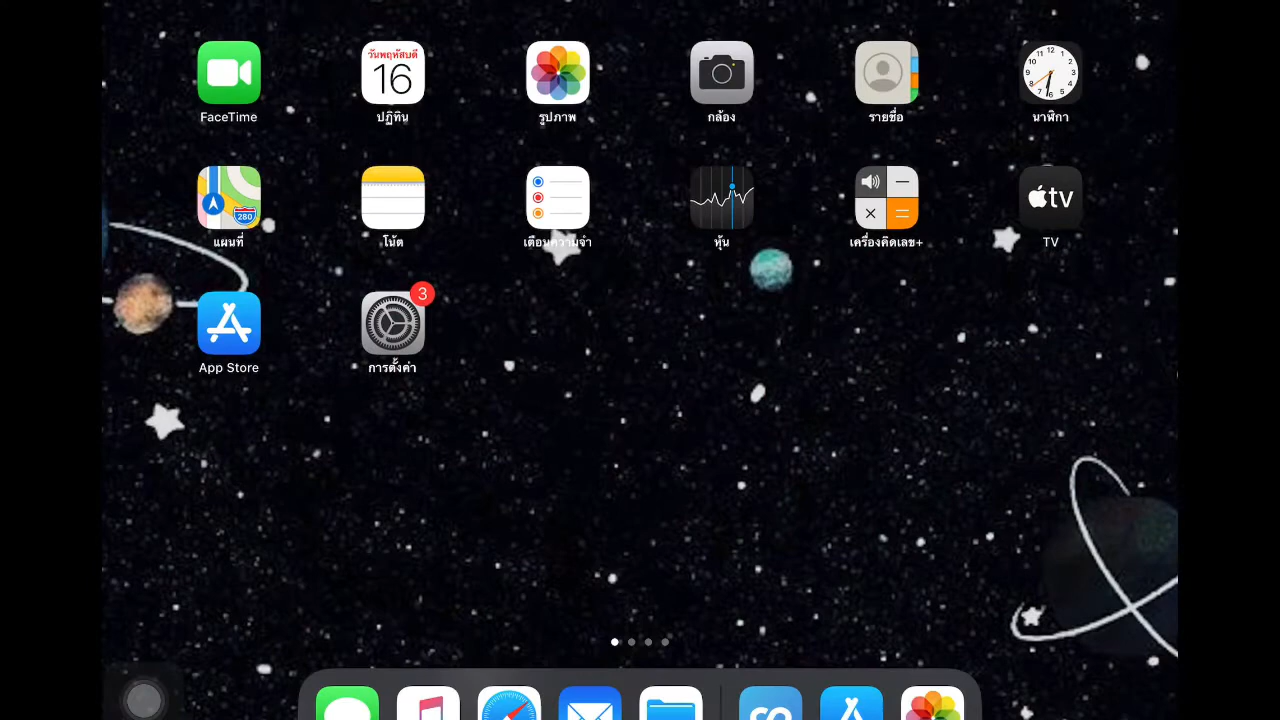 วันพฤหัสบดี
16
FaceTime
ปฏิทิน
รูปภาพ
กล้อง
รายชื่อ
นาฬิกา
280
tv
แผนที่
โน้ต
เตือนความจำ
หุ้น
เครื่องคิดเลข+
TV
3
App Store
การตั้งค่า